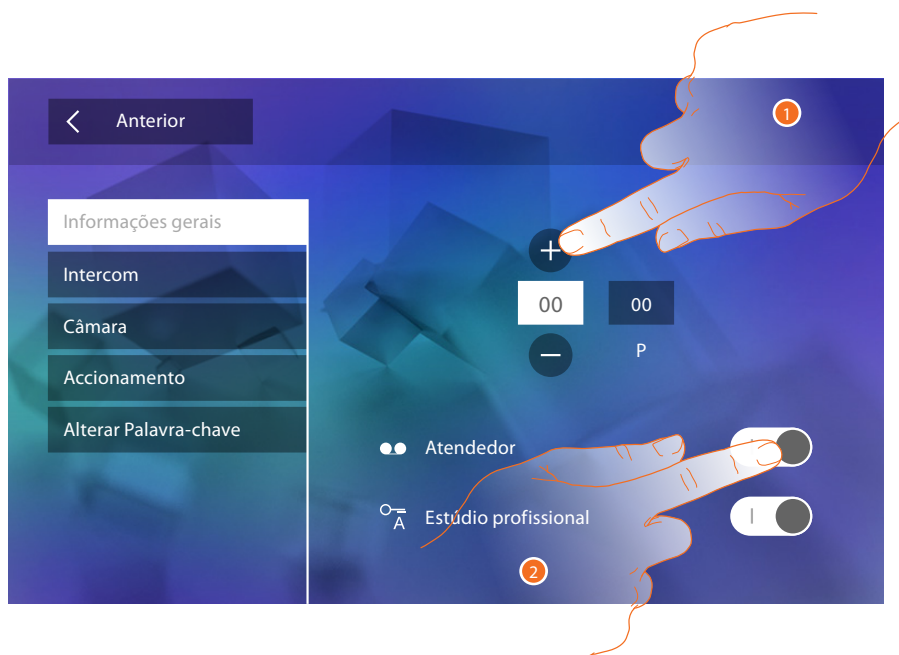 Anterior
1
Informações gerais
Intercom
Câmara
Accionamento
Alterar Palavra-chave
+
00 00
− P
Atendedor
A Estúdio profissional
2